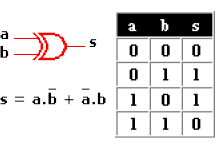 a
b
s
s = a.b̅ + a̅.b
a b s
0 0 0
0 1 1
1 0 1
1 1 0